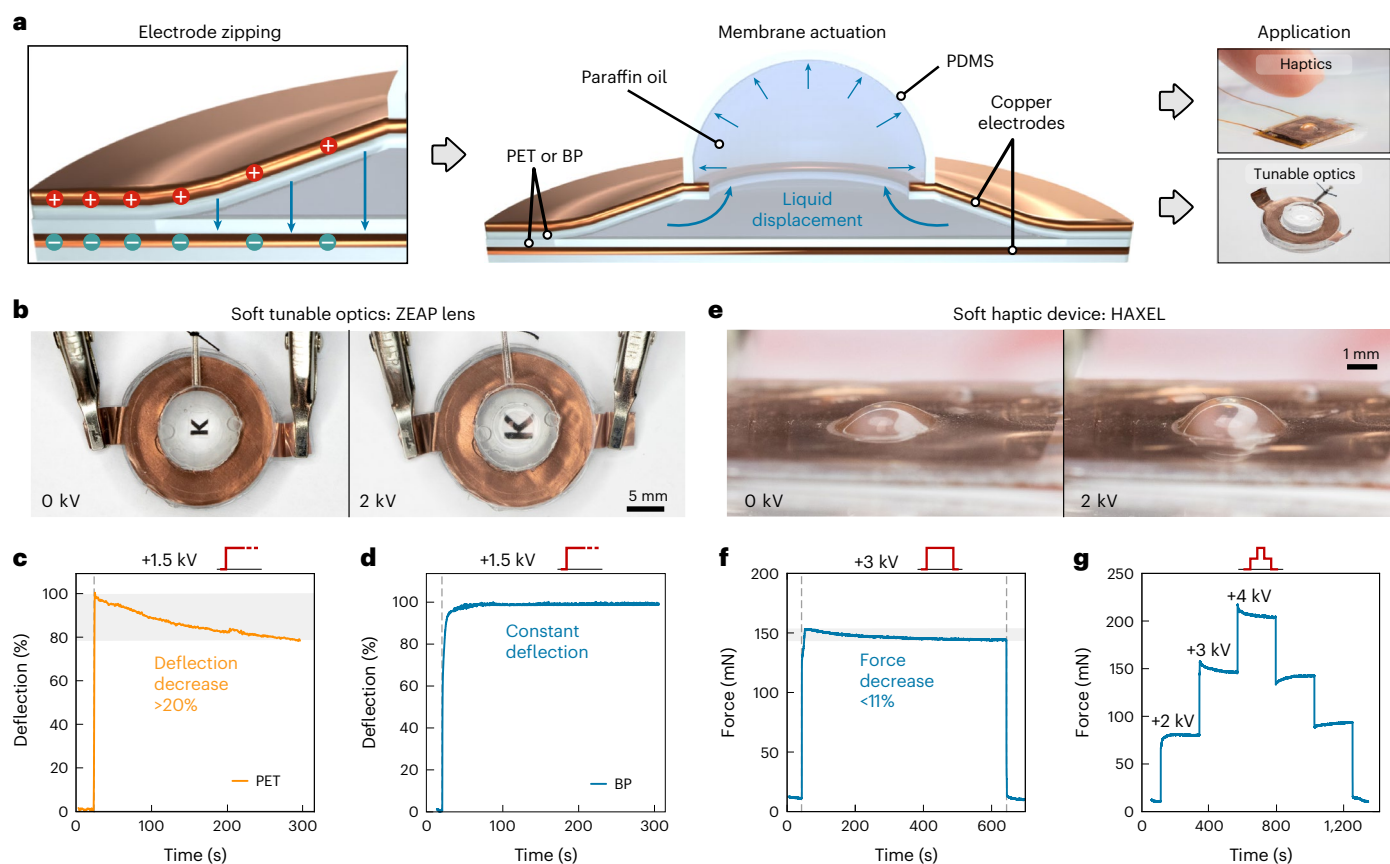 a
Electrode zipping
Membrane actuation
Application
Paraffin oil
PDMS
Copper
electrodes
PET or BP
Liquid
displacement
Haptics
Tunable optics
b
Soft tunable optics: ZEAP lens
K
0 kV
K
2 kV
5 mm
e
Soft haptic device: HAXEL
0 kV
1 mm
2 kV
c
+1.5 kV
Deflection (%)
100
80
60
40
20
0
Deflection
decrease
>20%
PET
0
100
200
300
Time (s)
d
+1.5 kV
Deflection (%)
100
80
60
40
20
0
Constant
deflection
BP
0
100
200
300
Time (s)
f
+3 kV
Force (mN)
200
150
100
50
0
Force
decrease
<11%
0
200
400
600
Time (s)
g
Force (mN)
250
200
150
100
50
0
+2 kV
+3 kV
+4 kV
0
400
800
1,200
Time (s)